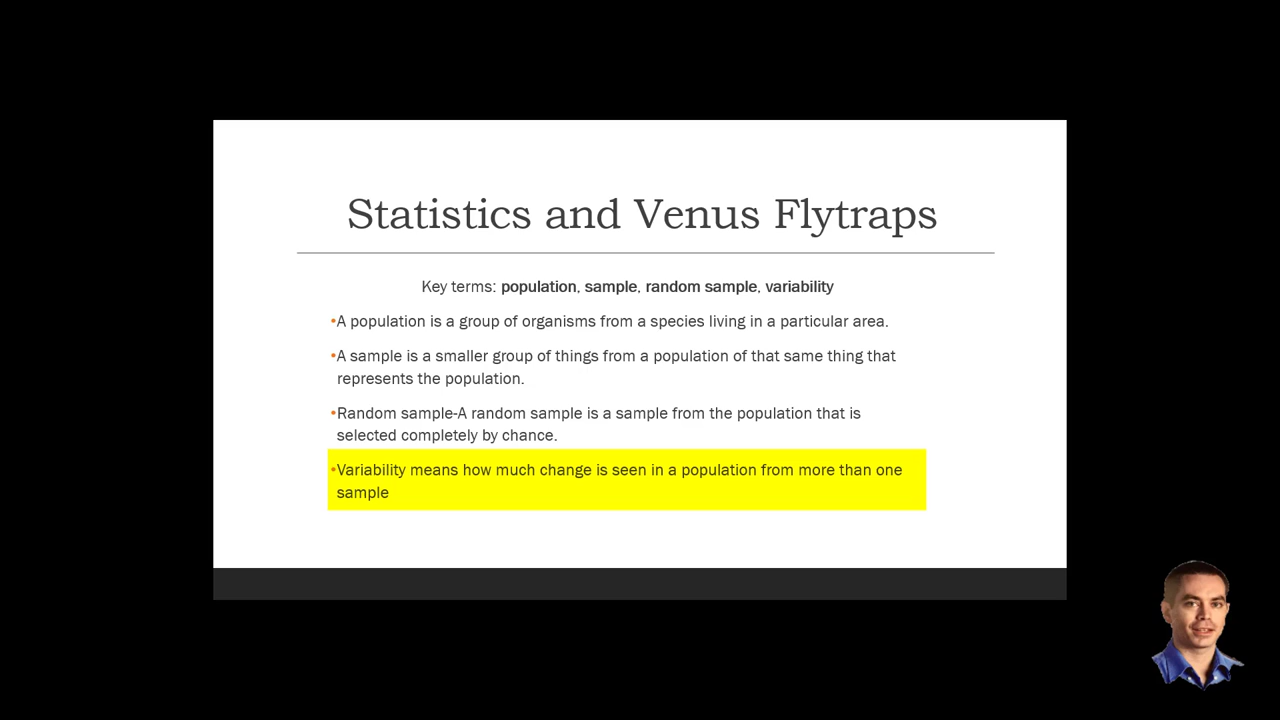 Statistics and Venus Flytraps
Key terms: population, sample, random sample, variability
•A population is a group of organisms from a species living in a particular area.
•A sample is a smaller group of things from a population of that same thing that
represents the population.
•Random sample-A random sample is a sample from the population that is
selected completely by chance.
•Variability means how much change is seen in a population from more than one
sample